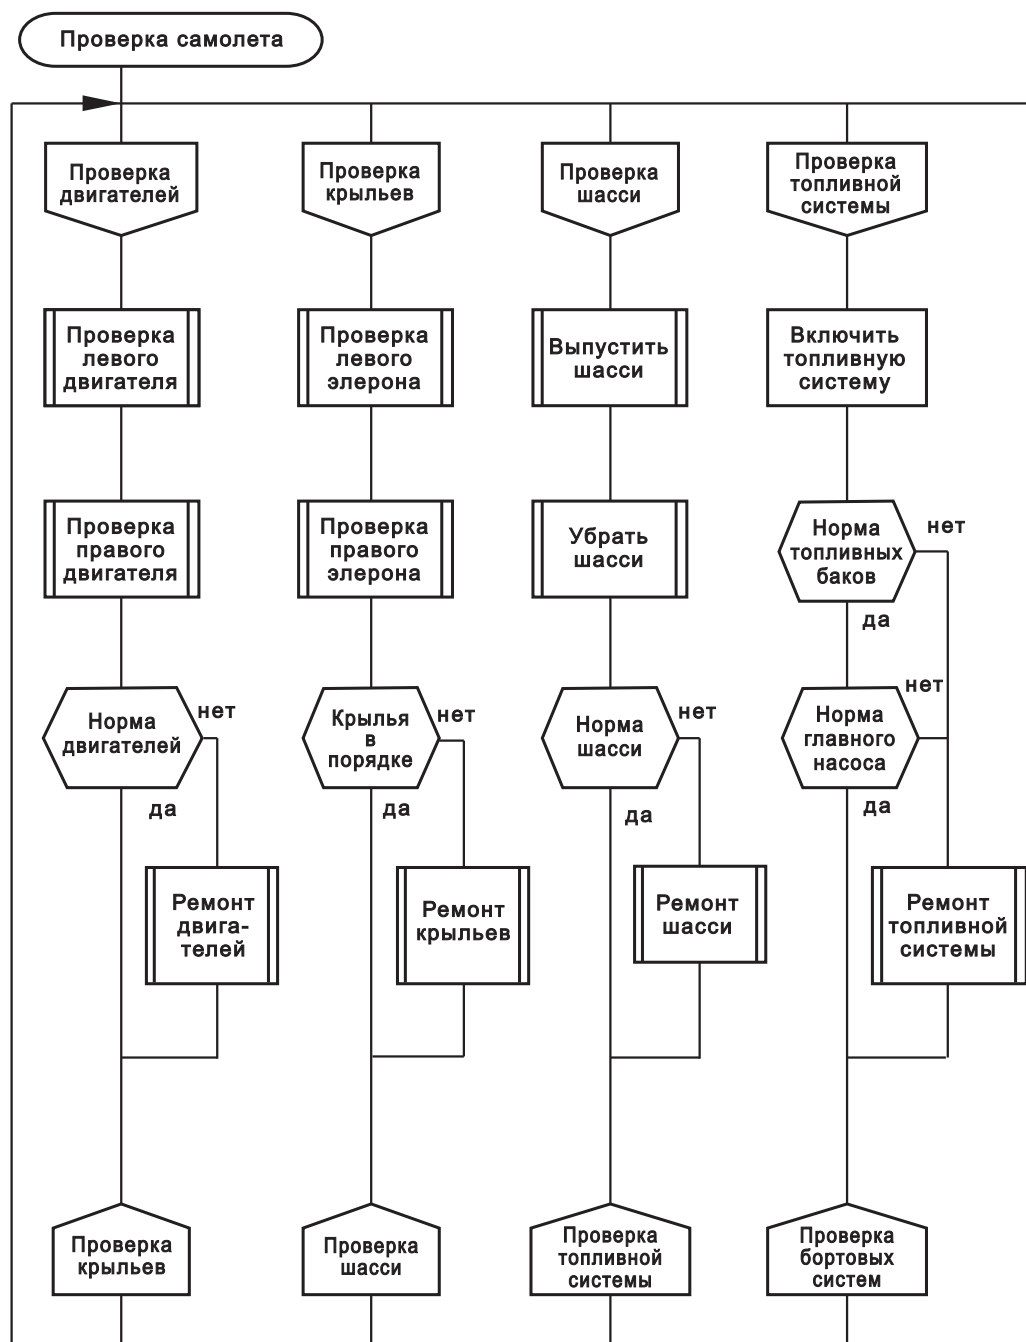 Проверка самолета
Проверка
двигателей
Проверка
левого
двигателя
Проверка
правого
двигателя
Норма
двигателей
нет
да
Ремонт
двига-
телей
Проверка
крыльев
Проверка
крыльев
Проверка
левого
элерона
Проверка
правого
элерона
Крылья
в
порядке
нет
да
Ремонт
крыльев
Проверка
шасси
Проверка
шасси
Выпустить
шасси
Убрать
шасси
Норма
шасси
нет
да
Ремонт
шасси
Проверка
топливной
системы
Проверка
топливной
системы
Включить
топливную
систему
Норма
топливных
баков
нет
да
Норма
главного
насоса
нет
да
Ремонт
топливной
системы
Проверка
бортовых
систем